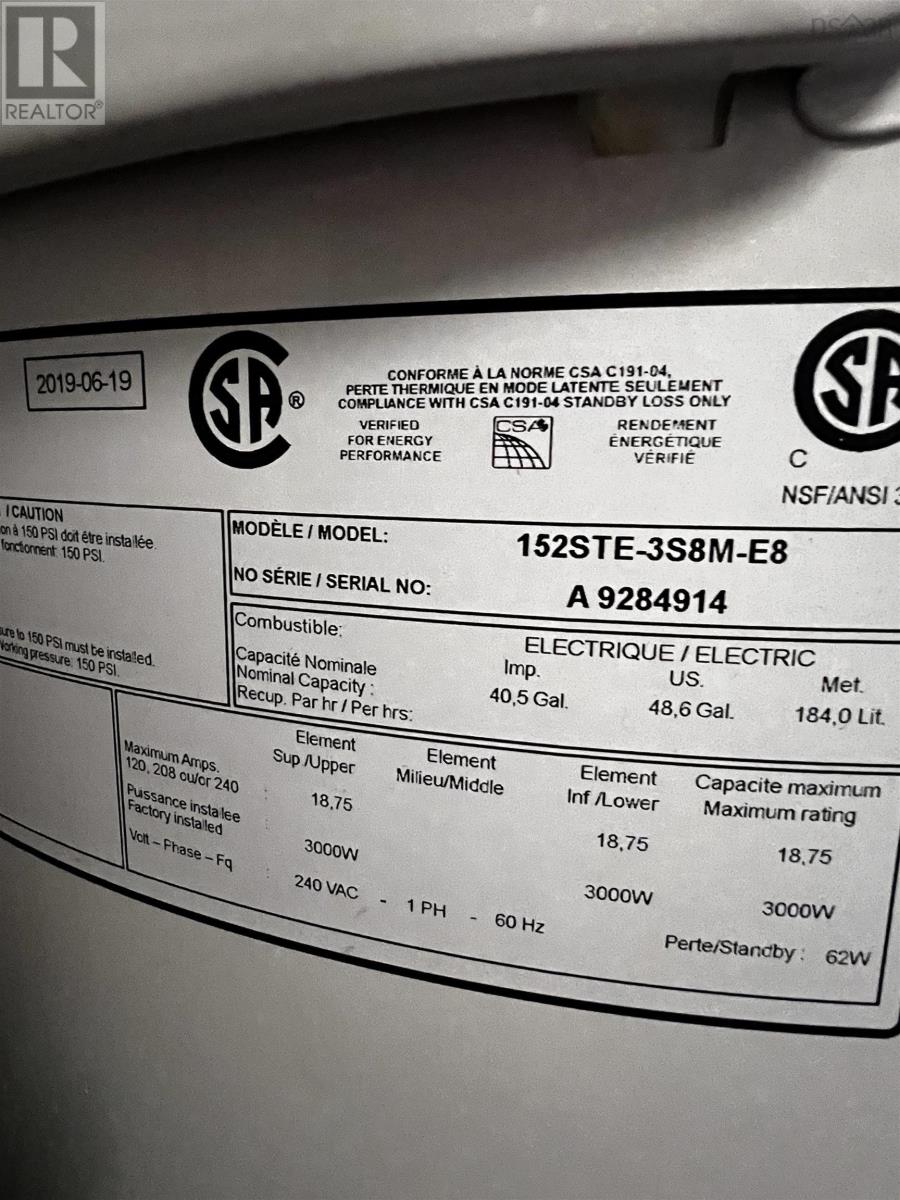 REALTOR®
nsaar
2019-06-19
CSA®
CONFORME À LA NORME CSA C191-04,
PERTE THERMIQUE EN MODE LATENTE SEULEMENT
COMPLIANCE WITH CSA C191-04 STANDBY LOSS ONLY
VERIFIED
FOR ENERGY
PERFORMANCE
CSA
RENDEMENT
ÉNERGÉTIQUE
VÉRIFIÉ
C
NSF/ANSI
/ CAUTION
à 150 PSI doit être installée.
fonctionnent: 150 PSI.
to 150 PSI must be installed.
Working pressure: 150 PSI.
MODÈLE / MODEL: 152STE-3S8M-E8
NO SÉRIE / SERIAL NO: A 9284914
Combustible: ELECTRIQUE / ELECTRIC
Imp. US. Met.
Capacité Nominale
Nominal Capacity : 40,5 Gal. 48,6 Gal. 184,0 Lit.
Recup. Par hr / Per hrs:
Element Sup /Upper Element Milieu/Middle Element Inf /Lower Capacite maximum Maximum rating
Maximum Amps.
120, 208 ou/or 240 : 18,75 18,75 18,75
Puissance installee
Factory installed : 3000W 3000W 3000W
Volt – Phase – Fq : 240 VAC - 1 PH - 60 Hz
Perte/Standby : 62W